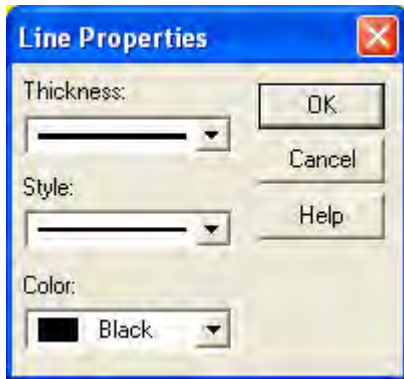 Line Properties
Thickness:
OK
Cancel
Style:
Help
Color:
Black